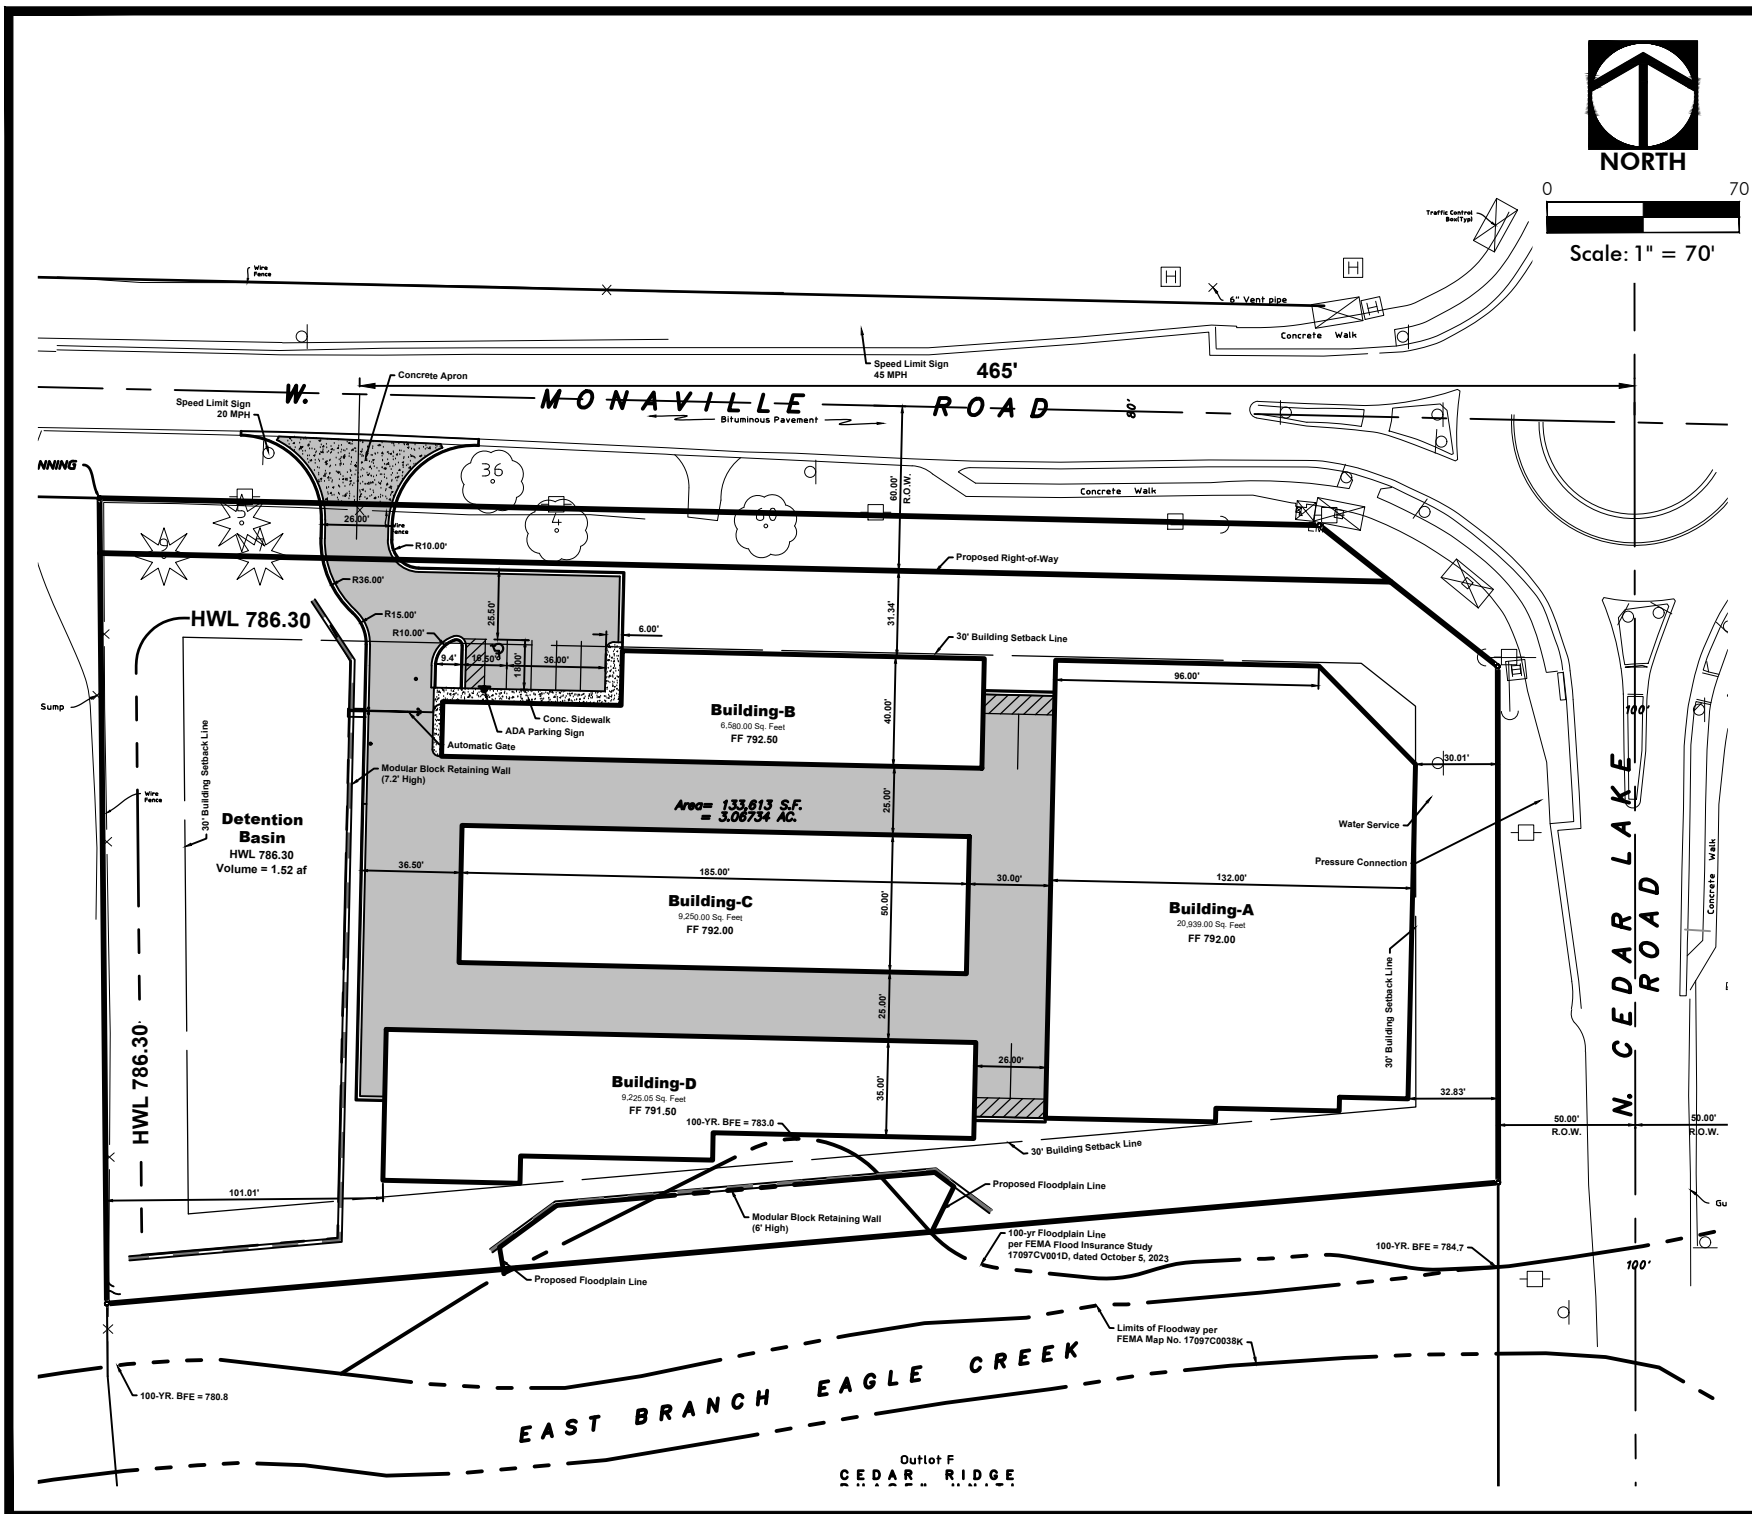 NORTH
0 70
Scale: 1" = 70'
Traffic Control
Box(Typ)
Wire
Fence
H
H
H
6" Vent pipe
Concrete Walk
Speed Limit Sign
45 MPH
465'
Concrete Apron
W. MONAVILLE ROAD
80'
Bituminous Pavement
Speed Limit Sign
20 MPH
NNING
36
4
60
9
60.00'
R.O.W.
Concrete Walk
26.00'
Wire
Fence
R10.00'
Proposed Right-of-Way
R36.00'
HWL 786.30
R15.00'
R10.00'
25.50'
31.34'
6.00'
30' Building Setback Line
9.4'
16.50'
18.00'
36.00'
96.00'
H
Sump
Building-B
6,580.00 Sq. Feet
FF 792.50
40.00'
Conc. Sidewalk
ADA Parking Sign
Automatic Gate
100'
30.01'
30' Building Setback Line
Modular Block Retaining Wall
(7.2' High)
Wire
Fence
Area= 133,613 S.F.
= 3.06734 AC.
25.00'
Detention
Basin
HWL 786.30
Volume = 1.52 af
Water Service
Pressure Connection
36.50'
185.00'
30.00'
132.00'
Concrete Walk
Building-C
9,250.00 Sq. Feet
FF 792.00
50.00'
Building-A
20,939.00 Sq. Feet
FF 792.00
N. CEDAR LAKE
ROAD
30' Building Setback Line
25.00'
HWL 786.30
26.00'
Building-D
9,225.05 Sq. Feet
FF 791.50
35.00'
32.83'
100-YR. BFE = 783.0
50.00'
R.O.W.
50.00'
R.O.W.
30' Building Setback Line
101.01'
Proposed Floodplain Line
Modular Block Retaining Wall
(6' High)
Gu
100-yr Floodplain Line
per FEMA Flood Insurance Study
17097CV001D, dated October 5, 2023
100-YR. BFE = 784.7
100'
Proposed Floodplain Line
Limits of Floodway per
FEMA Map No. 17097C0038K
100-YR. BFE = 780.8
EAST BRANCH EAGLE CREEK
Outlot F
CEDAR RIDGE